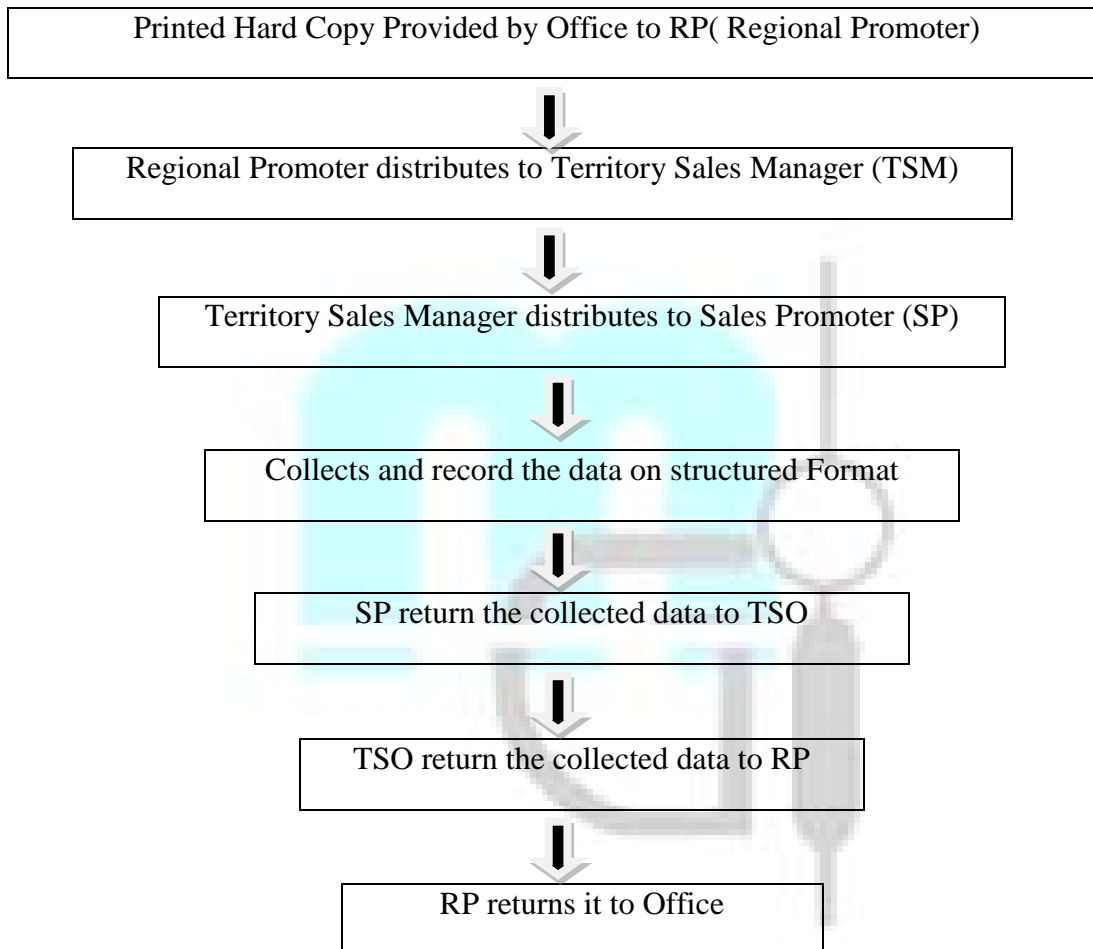 Printed Hard Copy Provided by Office to RP( Regional Promoter)
Regional Promoter distributes to Territory Sales Manager (TSM)
Territory Sales Manager distributes to Sales Promoter (SP)
Collects and record the data on structured Format
SP return the collected data to TSO
TSO return the collected data to RP
RP returns it to Office